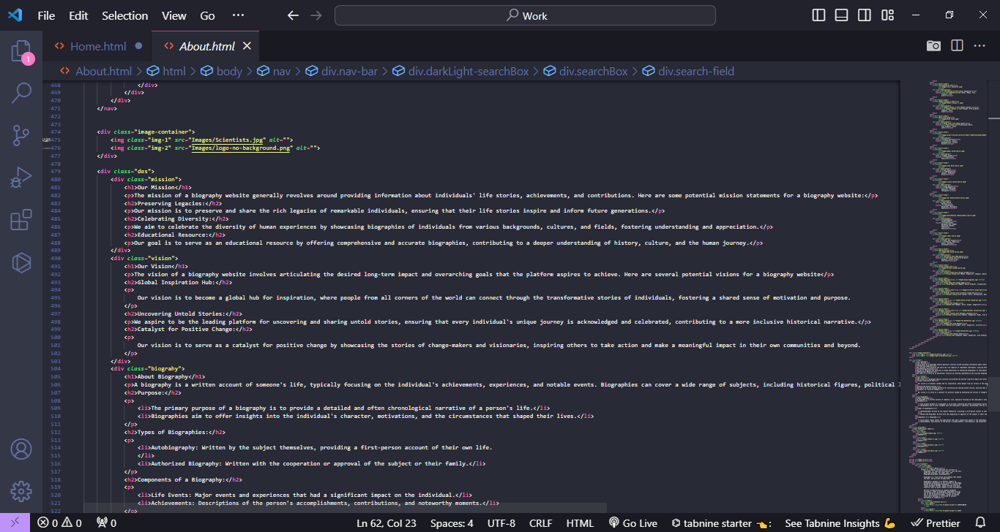 File Edit Selection View Go ··· Work
Home.html About.html
1
About.html > html > body > nav > div.nav-bar > div.darkLight-searchBox > div.searchBox > div.search-field
468 </div>
469 </div>
470 </div>
471 </nav>
472
473
474 <div class="image-container">
475 <img class="img-1" src="Images/Scientists.jpg" alt="">
476 <img class="img-2" src="Images/logo-no-background.png" alt="">
477 </div>
478
479 <div class="des">
480 <div class="mission">
481 <h1>Our Mission</h1>
482 <p>The mission of a biography website generally revolves around providing information about individuals' life stories, achievements, and contributions. Here are some potential mission statements for a biography website:</p>
483 <h2>Preserving Legacies:</h2>
484 <p>Our mission is to preserve and share the rich legacies of remarkable individuals, ensuring that their life stories inspire and inform future generations.</p>
485 <h2>Celebrating Diversity:</h2>
486 <p>We aim to celebrate the diversity of human experiences by showcasing biographies of individuals from various backgrounds, cultures, and fields, fostering understanding and appreciation.</p>
487 <h2>Educational Resource:</h2>
488 <p>Our goal is to serve as an educational resource by offering comprehensive and accurate biographies, contributing to a deeper understanding of history, culture, and the human journey.</p>
489 </div>
490 <div class="vision">
491 <h1>Our Vision</h1>
492 <p>The vision of a biography website involves articulating the desired long-term impact and overarching goals that the platform aspires to achieve. Here are several potential visions for a biography website</p>
493 <h2>Global Inspiration Hub:</h2>
494 <p>
495 Our vision is to become a global hub for inspiration, where people from all corners of the world can connect through the transformative stories of individuals, fostering a shared sense of motivation and purpose.
496 </p>
497 <h2>Uncovering Untold Stories:</h2>
498 <p>We aspire to be the leading platform for uncovering and sharing untold stories, ensuring that every individual's unique journey is acknowledged and celebrated, contributing to a more inclusive historical narrative.</p>
499 <h2>Catalyst for Positive Change:</h2>
500 <p>
501 Our vision is to serve as a catalyst for positive change by showcasing the stories of change-makers and visionaries, inspiring others to take action and make a meaningful impact in their own communities and beyond.
502 </p>
503 </div>
504 <div class="biograhy">
505 <h1>About Biography</h1>
506 <p>A biography is a written account of someone's life, typically focusing on the individual's achievements, experiences, and notable events. Biographies can cover a wide range of subjects, including historical figures, political l
507 <h2>Purpose:</h2>
508 <p>
509 <li>The primary purpose of a biography is to provide a detailed and often chronological narrative of a person's life.</li>
510 <li>Biographies aim to offer insights into the individual's character, motivations, and the circumstances that shaped their lives.</li>
511 </p>
512 <h2>Types of Biographies:</h2>
513 <p>
514 <li>Autobiography: Written by the subject themselves, providing a first-person account of their own life.
515 </li>
516 <li>Authorized Biography: Written with the cooperation or approval of the subject or their family.</li>
517 </p>
518 <h2>Components of a Biography:</h2>
519 <p>
520 <li>Life Events: Major events and experiences that had a significant impact on the individual.</li>
521 <li>Achievements: Descriptions of the person's accomplishments, contributions, and noteworthy moments.</li>
522 </p>
0 0 0 Ln 62, Col 23 Spaces: 4 UTF-8 CRLF HTML Go Live tabnine starter 👈 : See Tabnine Insights 💪 Prettier